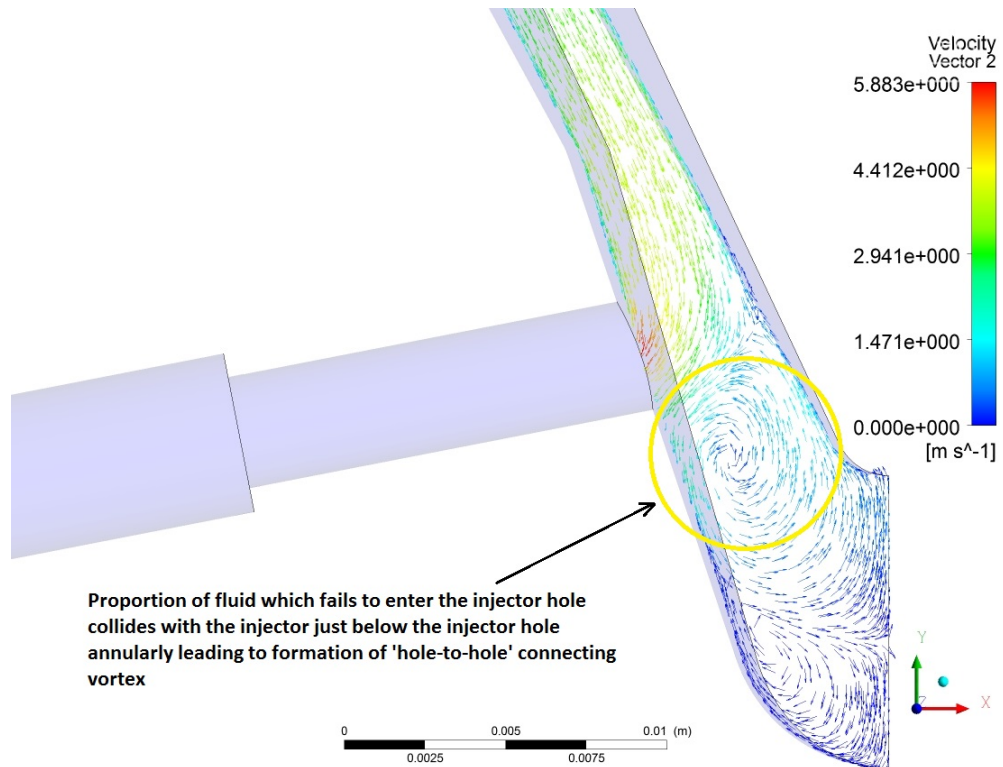 Velocity
Vector 2
5.883e+000
4.412e+000
2.941e+000
1.471e+000
0.000e+000
[m s^-1]
Proportion of fluid which fails to enter the injector hole
collides with the injector just below the injector hole
annularly leading to formation of 'hole-to-hole' connecting
vortex
Y
Z X
0 0.005 0.01 (m)
0.0025 0.0075